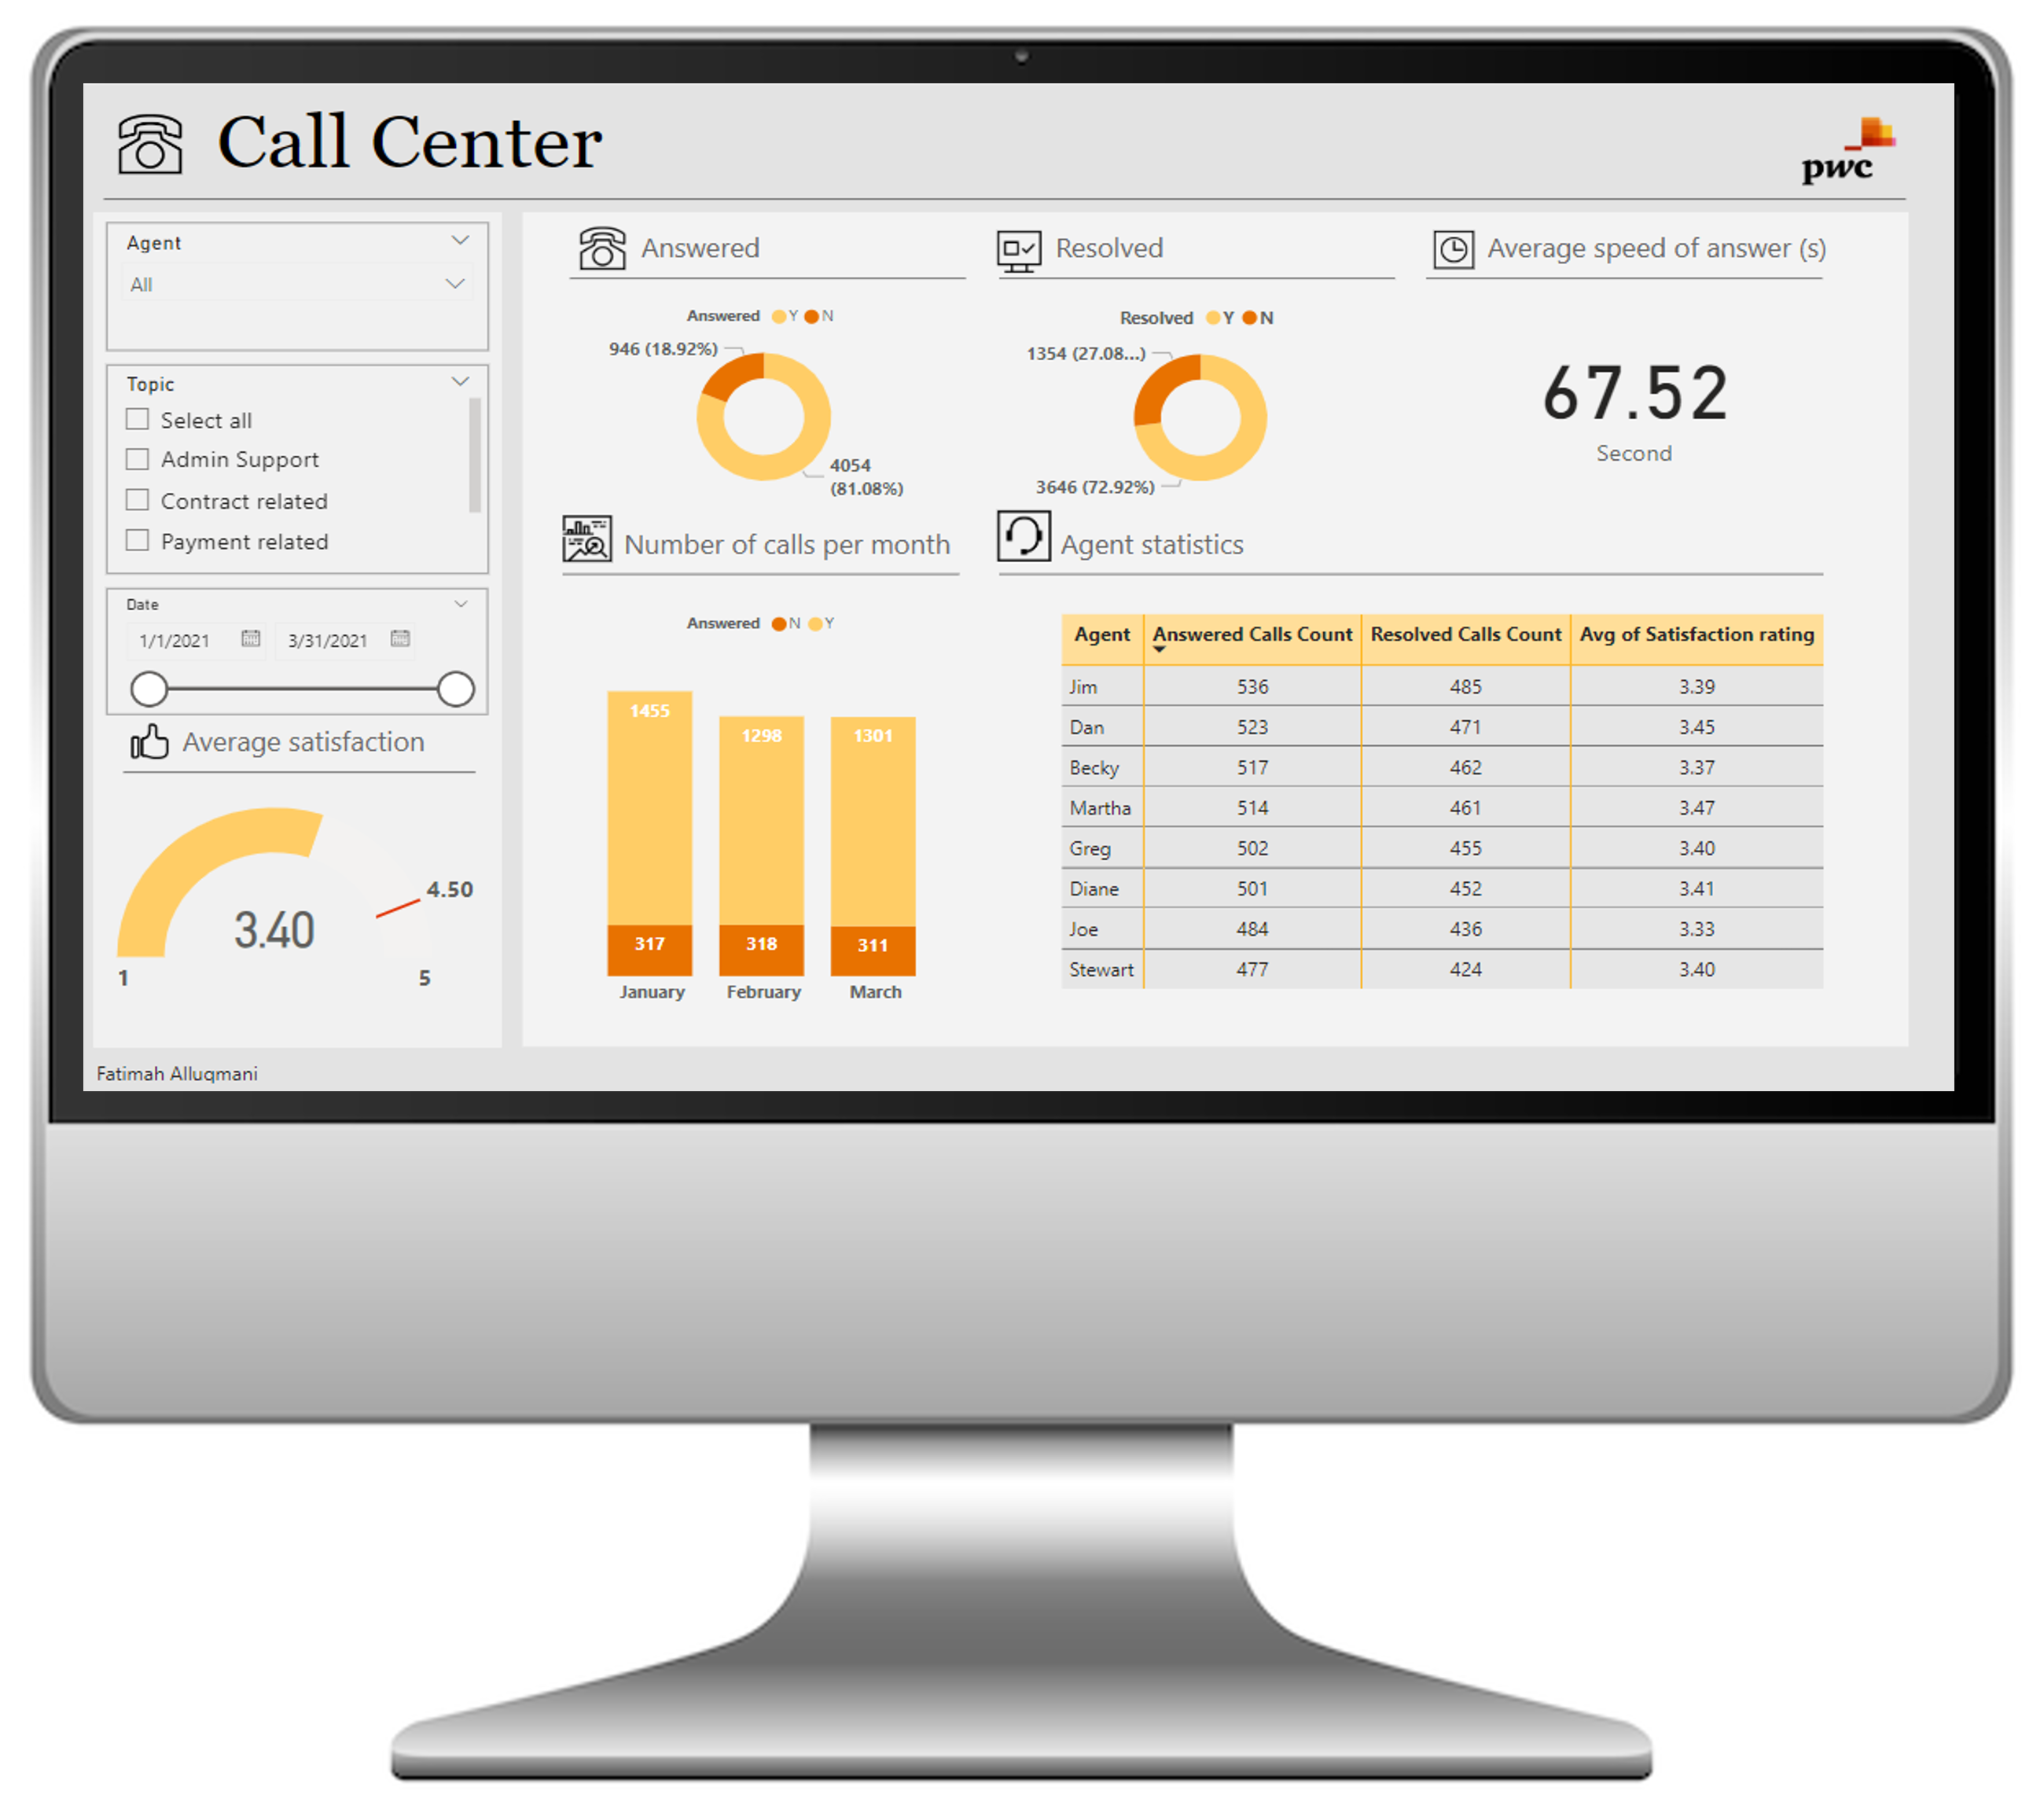 Call Center
pwc
Agent
All
Topic
Select all
Admin Support
Contract related
Payment related
Date
1/1/2021 3/31/2021
Average satisfaction
4.50
3.40
1 5
Answered
Answered Y N
946 (18.92%)
4054
(81.08%)
Resolved
Resolved Y N
1354 (27.08...)
3646 (72.92%)
Average speed of answer (s)
67.52
Second
Number of calls per month
Answered N Y
1455 1298 1301
317 318 311
January February March
Agent statistics
Agent Answered Calls Count Resolved Calls Count Avg of Satisfaction rating
Jim 536 485 3.39
Dan 523 471 3.45
Becky 517 462 3.37
Martha 514 461 3.47
Greg 502 455 3.40
Diane 501 452 3.41
Joe 484 436 3.33
Stewart 477 424 3.40
Fatimah Alluqmani